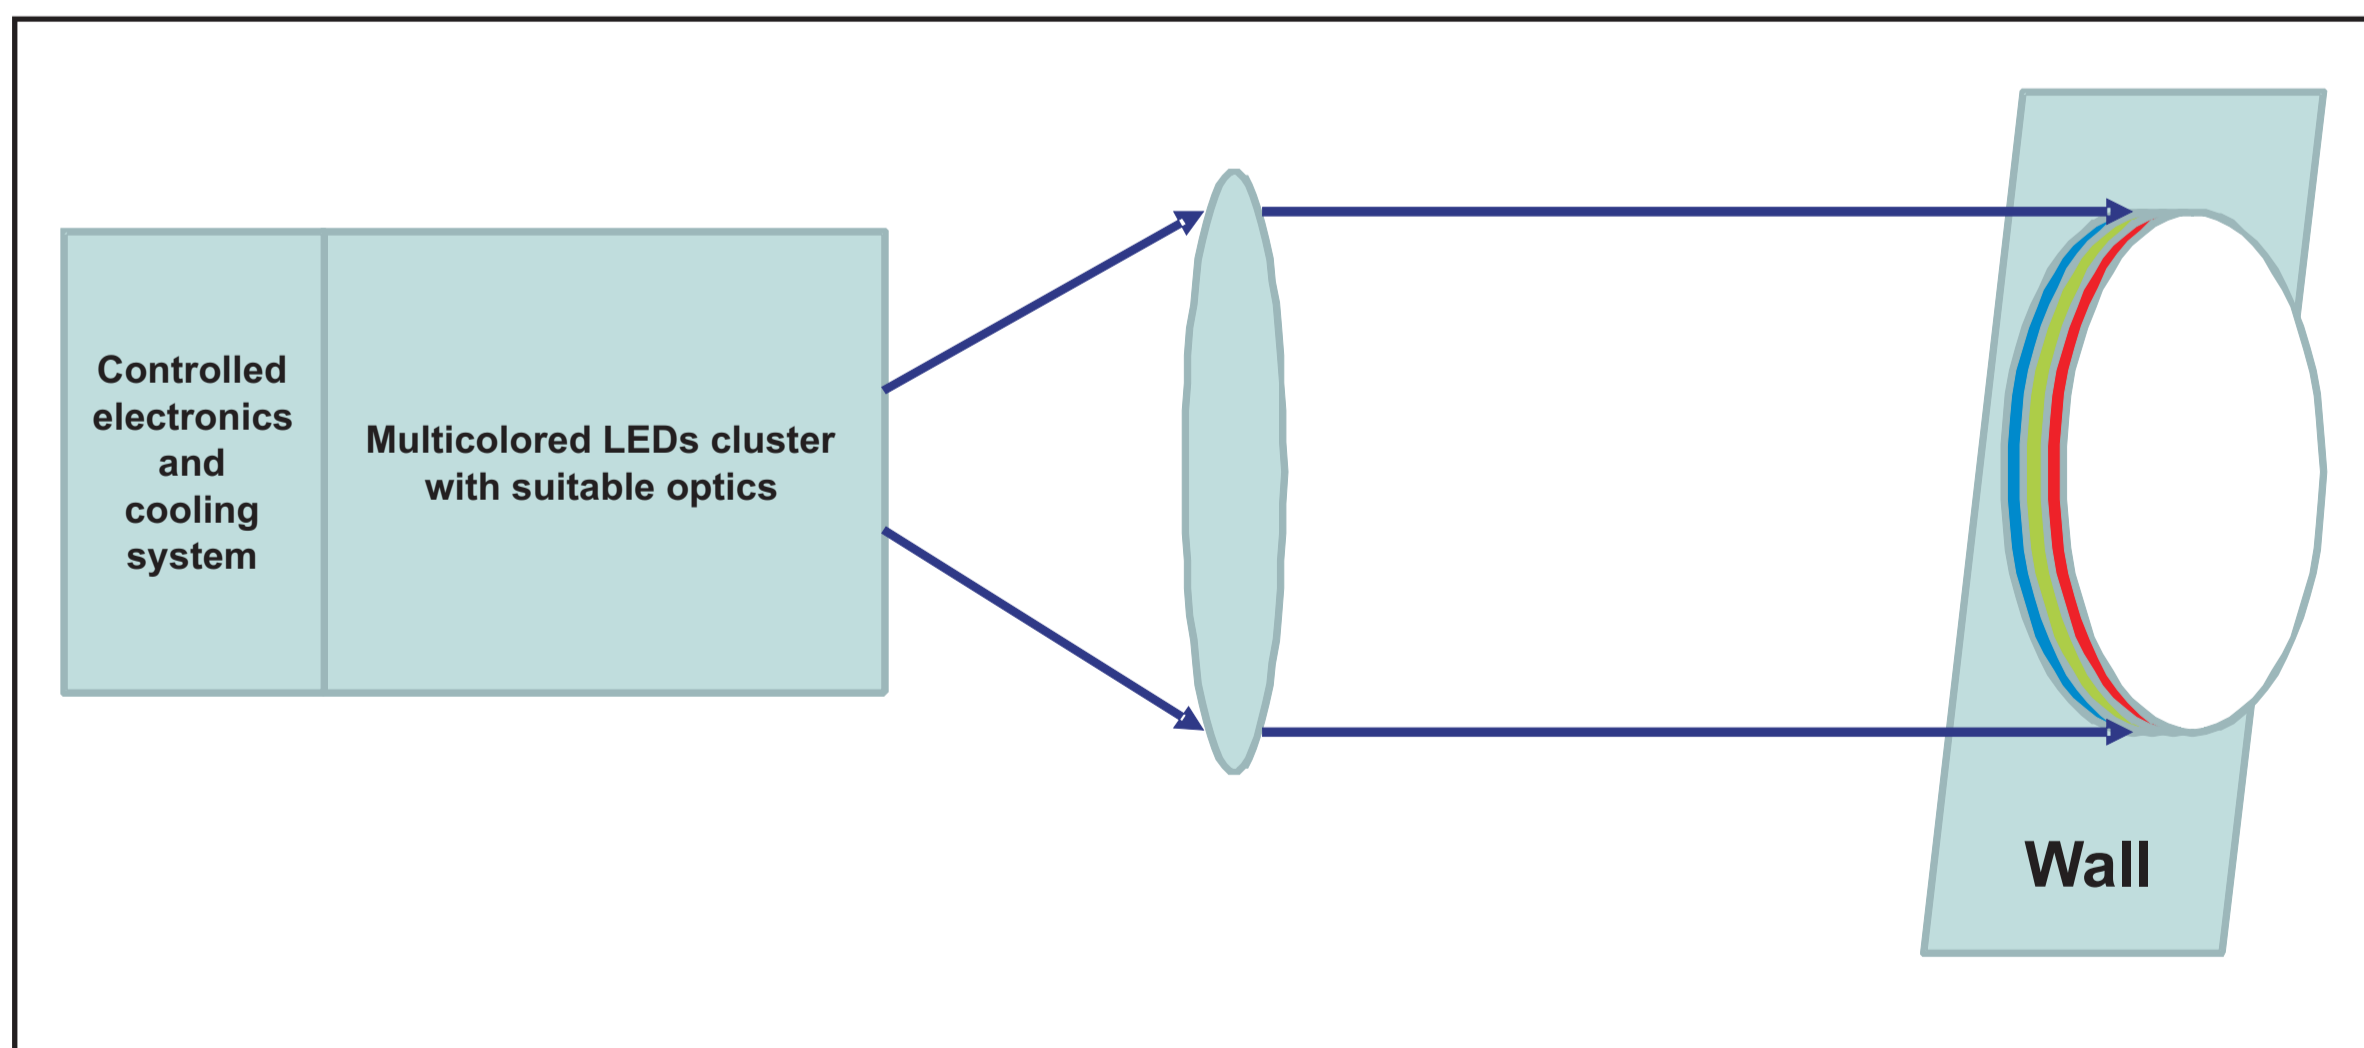 Controlled
electronics
and
cooling
system
Multicolored LEDs cluster
with suitable optics
Wall